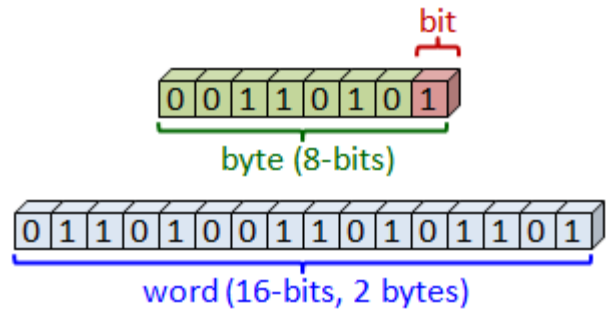 bit
0 0 1 1 0 1 0 1
byte (8-bits)
0 1 1 0 1 0 0 1 1 0 1 0 1 1 0 1
word (16-bits, 2 bytes)